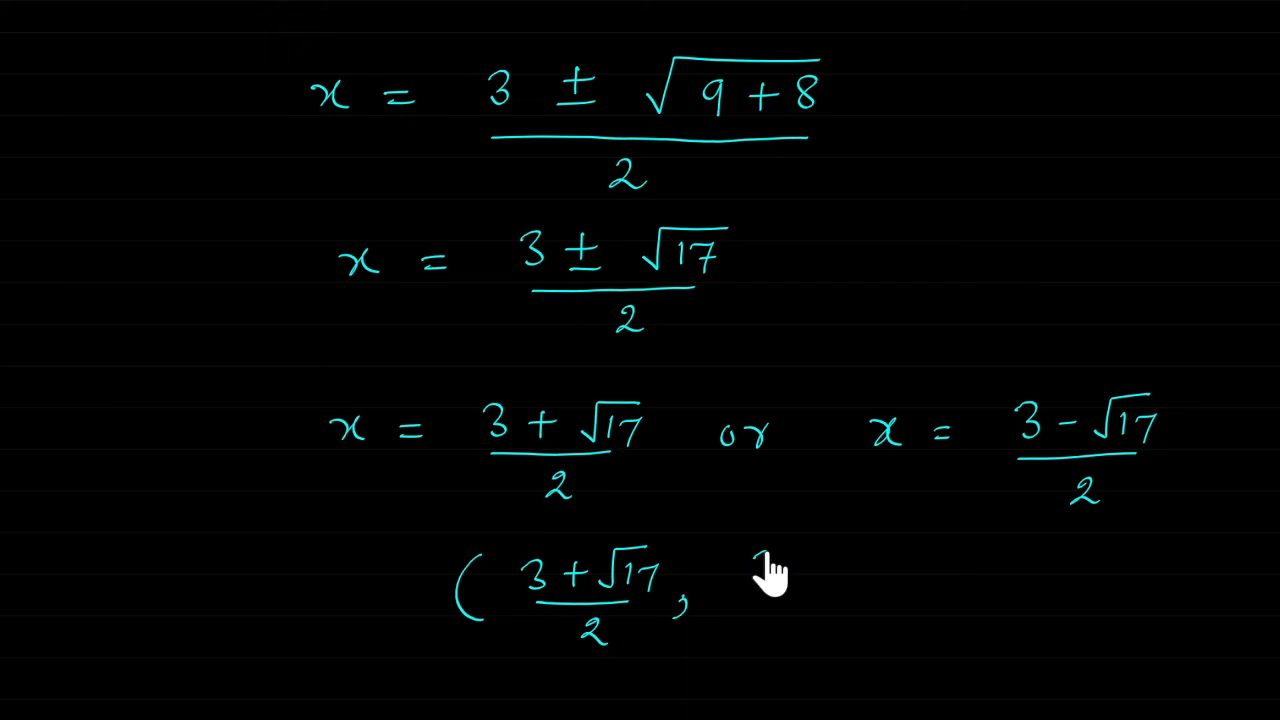 x = (3 ± √(9 + 8)) / 2
x = (3 ± √17) / 2
x = (3 + √17) / 2 or x = (3 - √17) / 2
( (3 + √17) / 2 ,